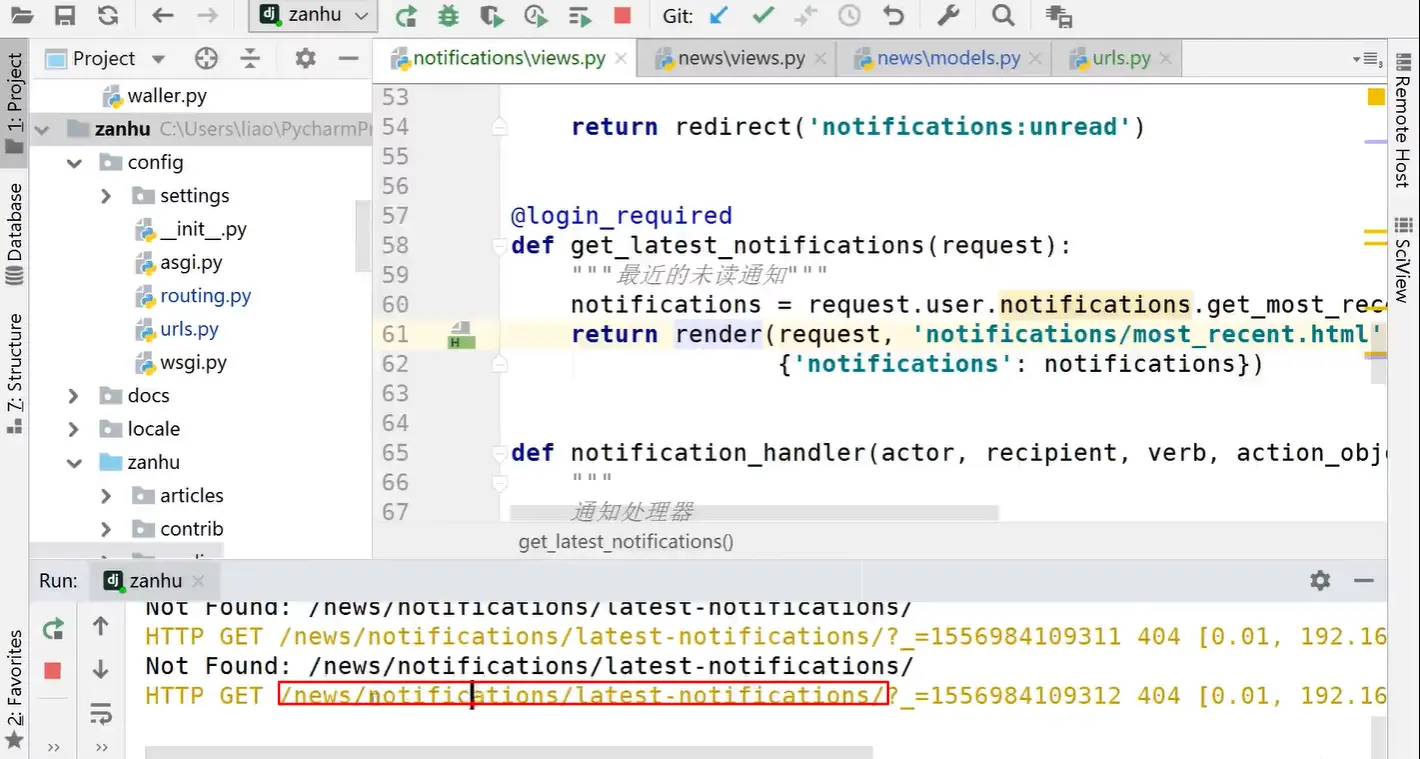 zanhu
Git:
1: Project
Project
notifications\views.py
news\views.py
news\models.py
urls.py
waller.py
zanhu C:\Users\liao\PycharmPr
config
settings
__init__.py
asgi.py
routing.py
urls.py
wsgi.py
docs
locale
zanhu
articles
contrib
Database
7: Structure
2: Favorites
Remote Host
SciView
53
54 return redirect('notifications:unread')
55
56
57 @login_required
58 def get_latest_notifications(request):
59 """最近的未读通知"""
60 notifications = request.user.notifications.get_most_rece
61 return render(request, 'notifications/most_recent.html'
62 {'notifications': notifications})
63
64
65 def notification_handler(actor, recipient, verb, action_obje
66 """
67 通知处理器
get_latest_notifications()
Run: zanhu
Not Found: /news/notifications/latest-notifications/
HTTP GET /news/notifications/latest-notifications/?_=1556984109311 404 [0.01, 192.16
Not Found: /news/notifications/latest-notifications/
HTTP GET /news/notifications/latest-notifications/?_=1556984109312 404 [0.01, 192.16